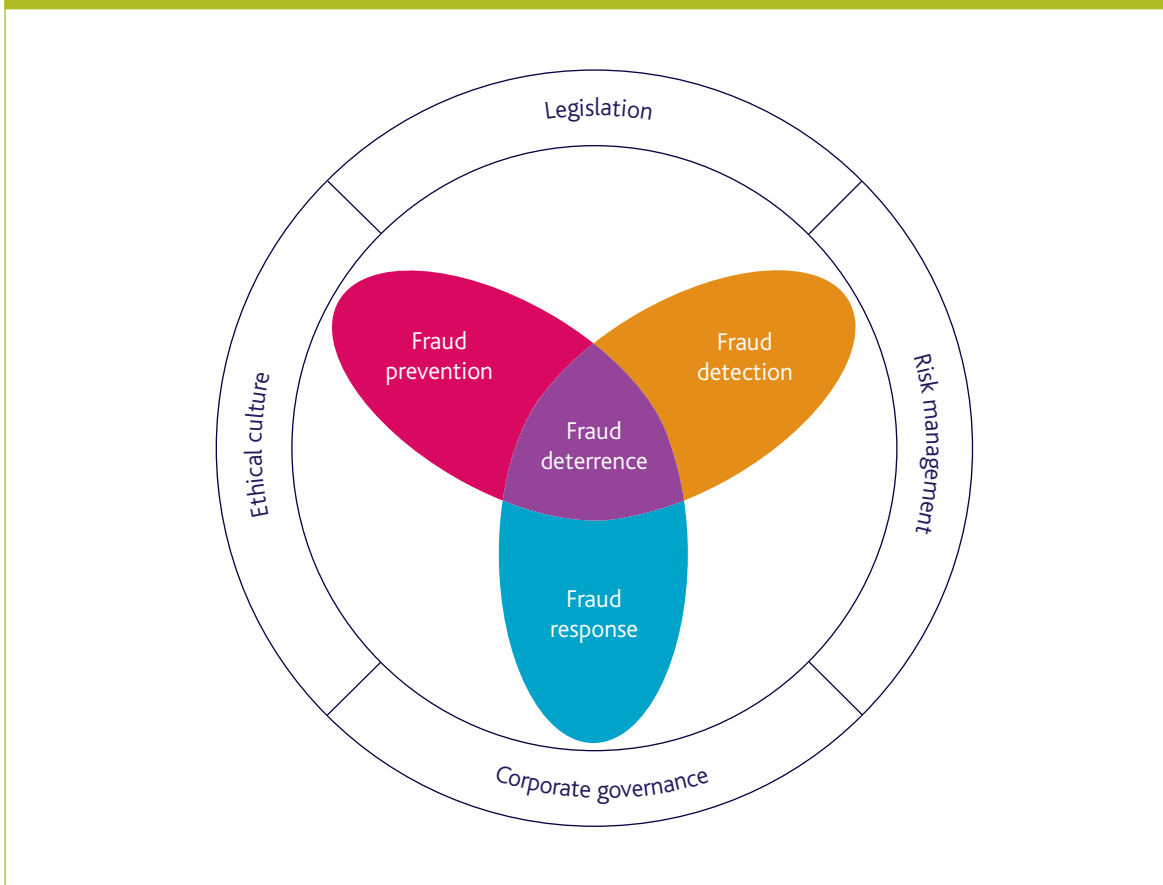 Legislation
Fraud
prevention
Fraud
detection
Ethical culture
Risk management
Fraud
deterrence
Fraud
response
Corporate governance